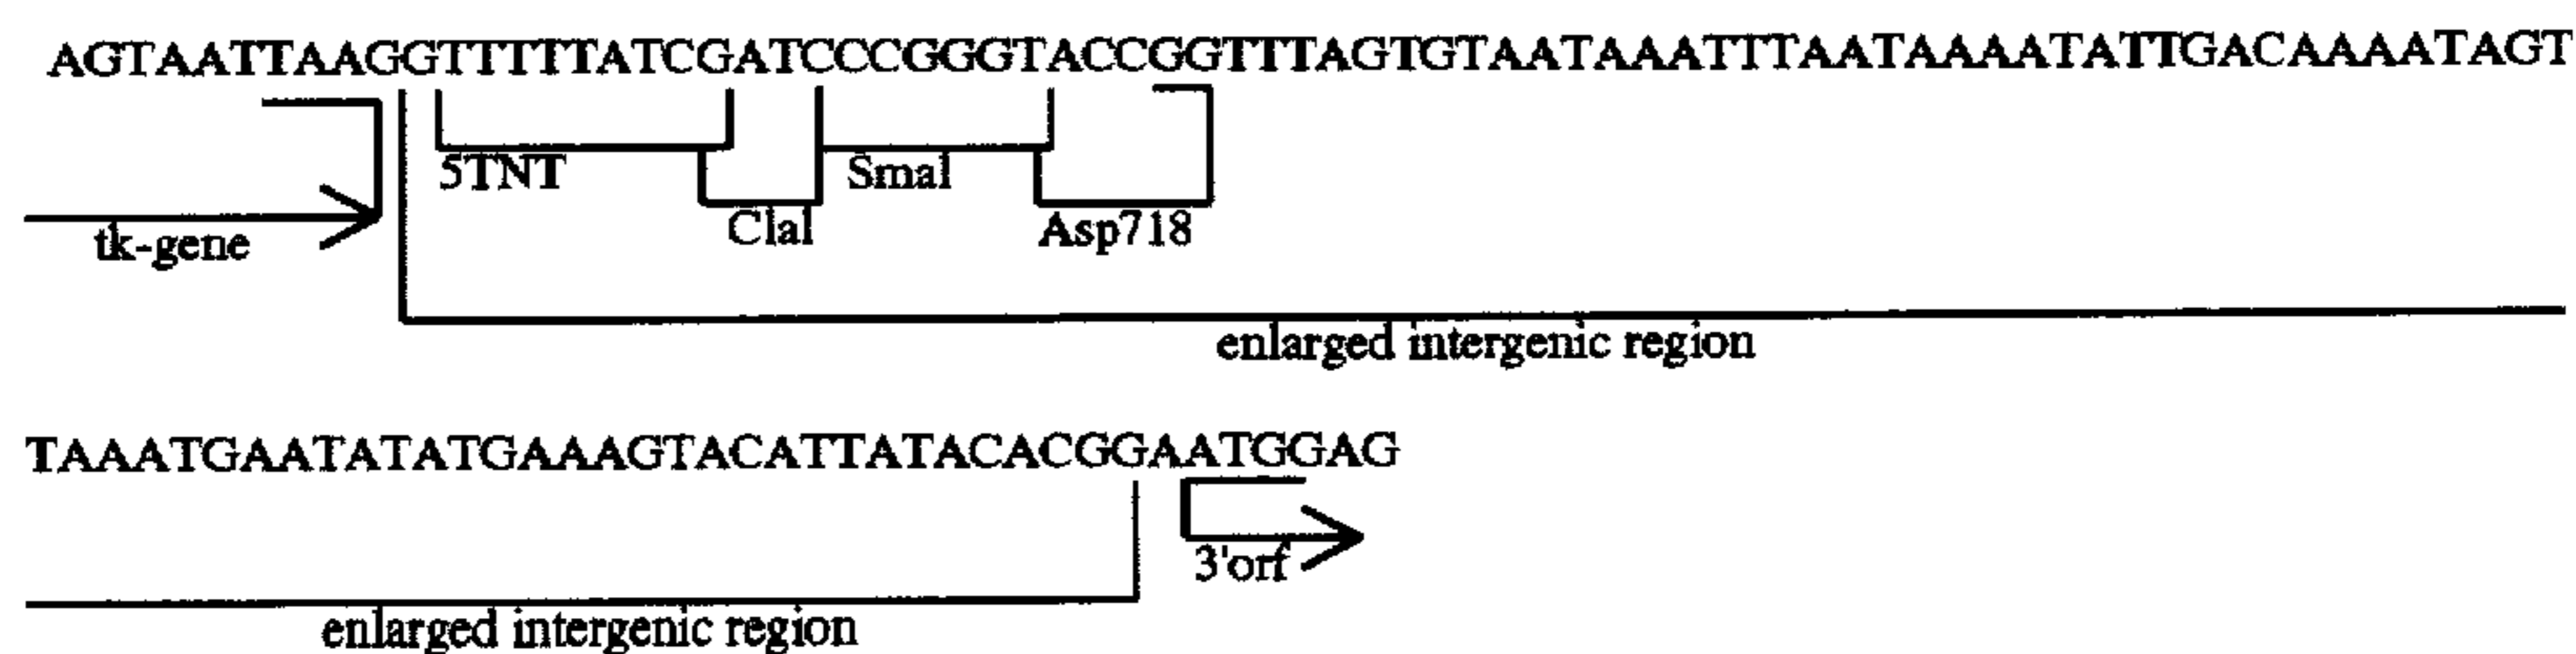 AGTAATTAAGGTTTTTATCGATCCCGGGTACCGGTTTAGTGTAATAAATTTAATAAAATATTGACAAAATAGT
5TNT
SmaI
ClaI
Asp718
tk-gene
enlarged intergenic region
TAAATGAATATATGAAAGTACATTATACACGGAATGGAG
3'orf
enlarged intergenic region